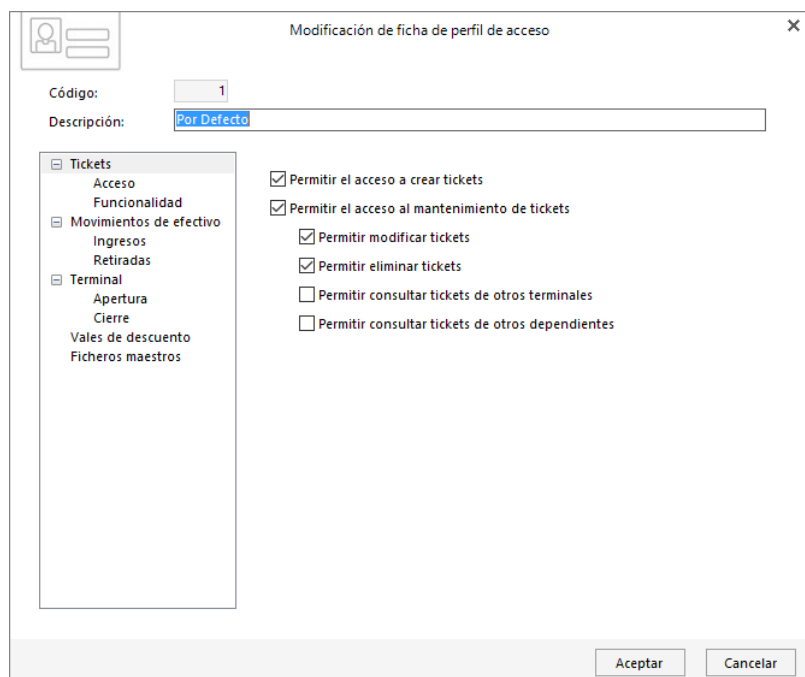 Modificación de ficha de perfil de acceso
Código:
1
Descripción:
Por Defecto
Tickets
Acceso
Funcionalidad
Movimientos de efectivo
Ingresos
Retiradas
Terminal
Apertura
Cierre
Vales de descuento
Ficheros maestros
Permitir el acceso a crear tickets
Permitir el acceso al mantenimiento de tickets
Permitir modificar tickets
Permitir eliminar tickets
Permitir consultar tickets de otros terminales
Permitir consultar tickets de otros dependientes
Aceptar
Cancelar